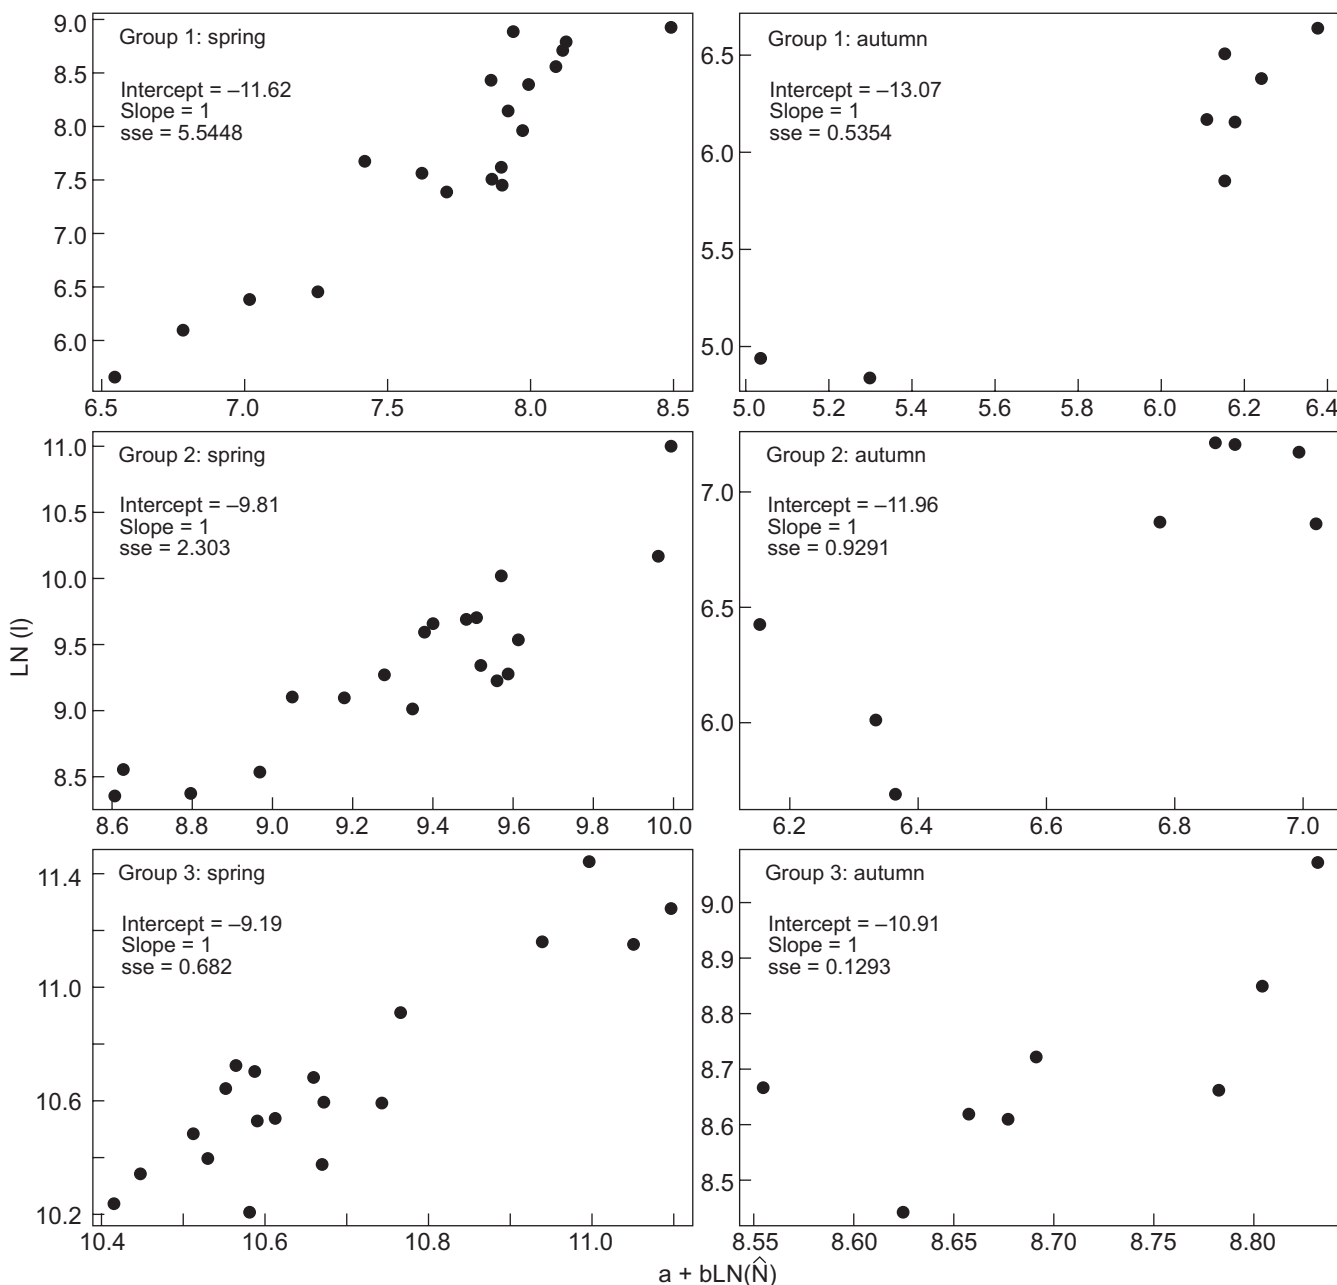 Group 1: spring
Intercept = –11.62
Slope = 1
sse = 5.5448
9.0
8.5
8.0
7.5
7.0
6.5
6.0
6.5 7.0 7.5 8.0 8.5
Group 1: autumn
Intercept = –13.07
Slope = 1
sse = 0.5354
6.5
6.0
5.5
5.0
5.0 5.2 5.4 5.6 5.8 6.0 6.2 6.4
LN (I)
Group 2: spring
Intercept = –9.81
Slope = 1
sse = 2.303
11.0
10.5
10.0
9.5
9.0
8.5
8.6 8.8 9.0 9.2 9.4 9.6 9.8 10.0
Group 2: autumn
Intercept = –11.96
Slope = 1
sse = 0.9291
7.0
6.5
6.0
6.2 6.4 6.6 6.8 7.0
Group 3: spring
Intercept = –9.19
Slope = 1
sse = 0.682
11.4
11.0
10.6
10.2
10.4 10.6 10.8 11.0
Group 3: autumn
Intercept = –10.91
Slope = 1
sse = 0.1293
9.0
8.9
8.8
8.7
8.6
8.5
8.55 8.60 8.65 8.70 8.75 8.80
a + bLN(N̂)